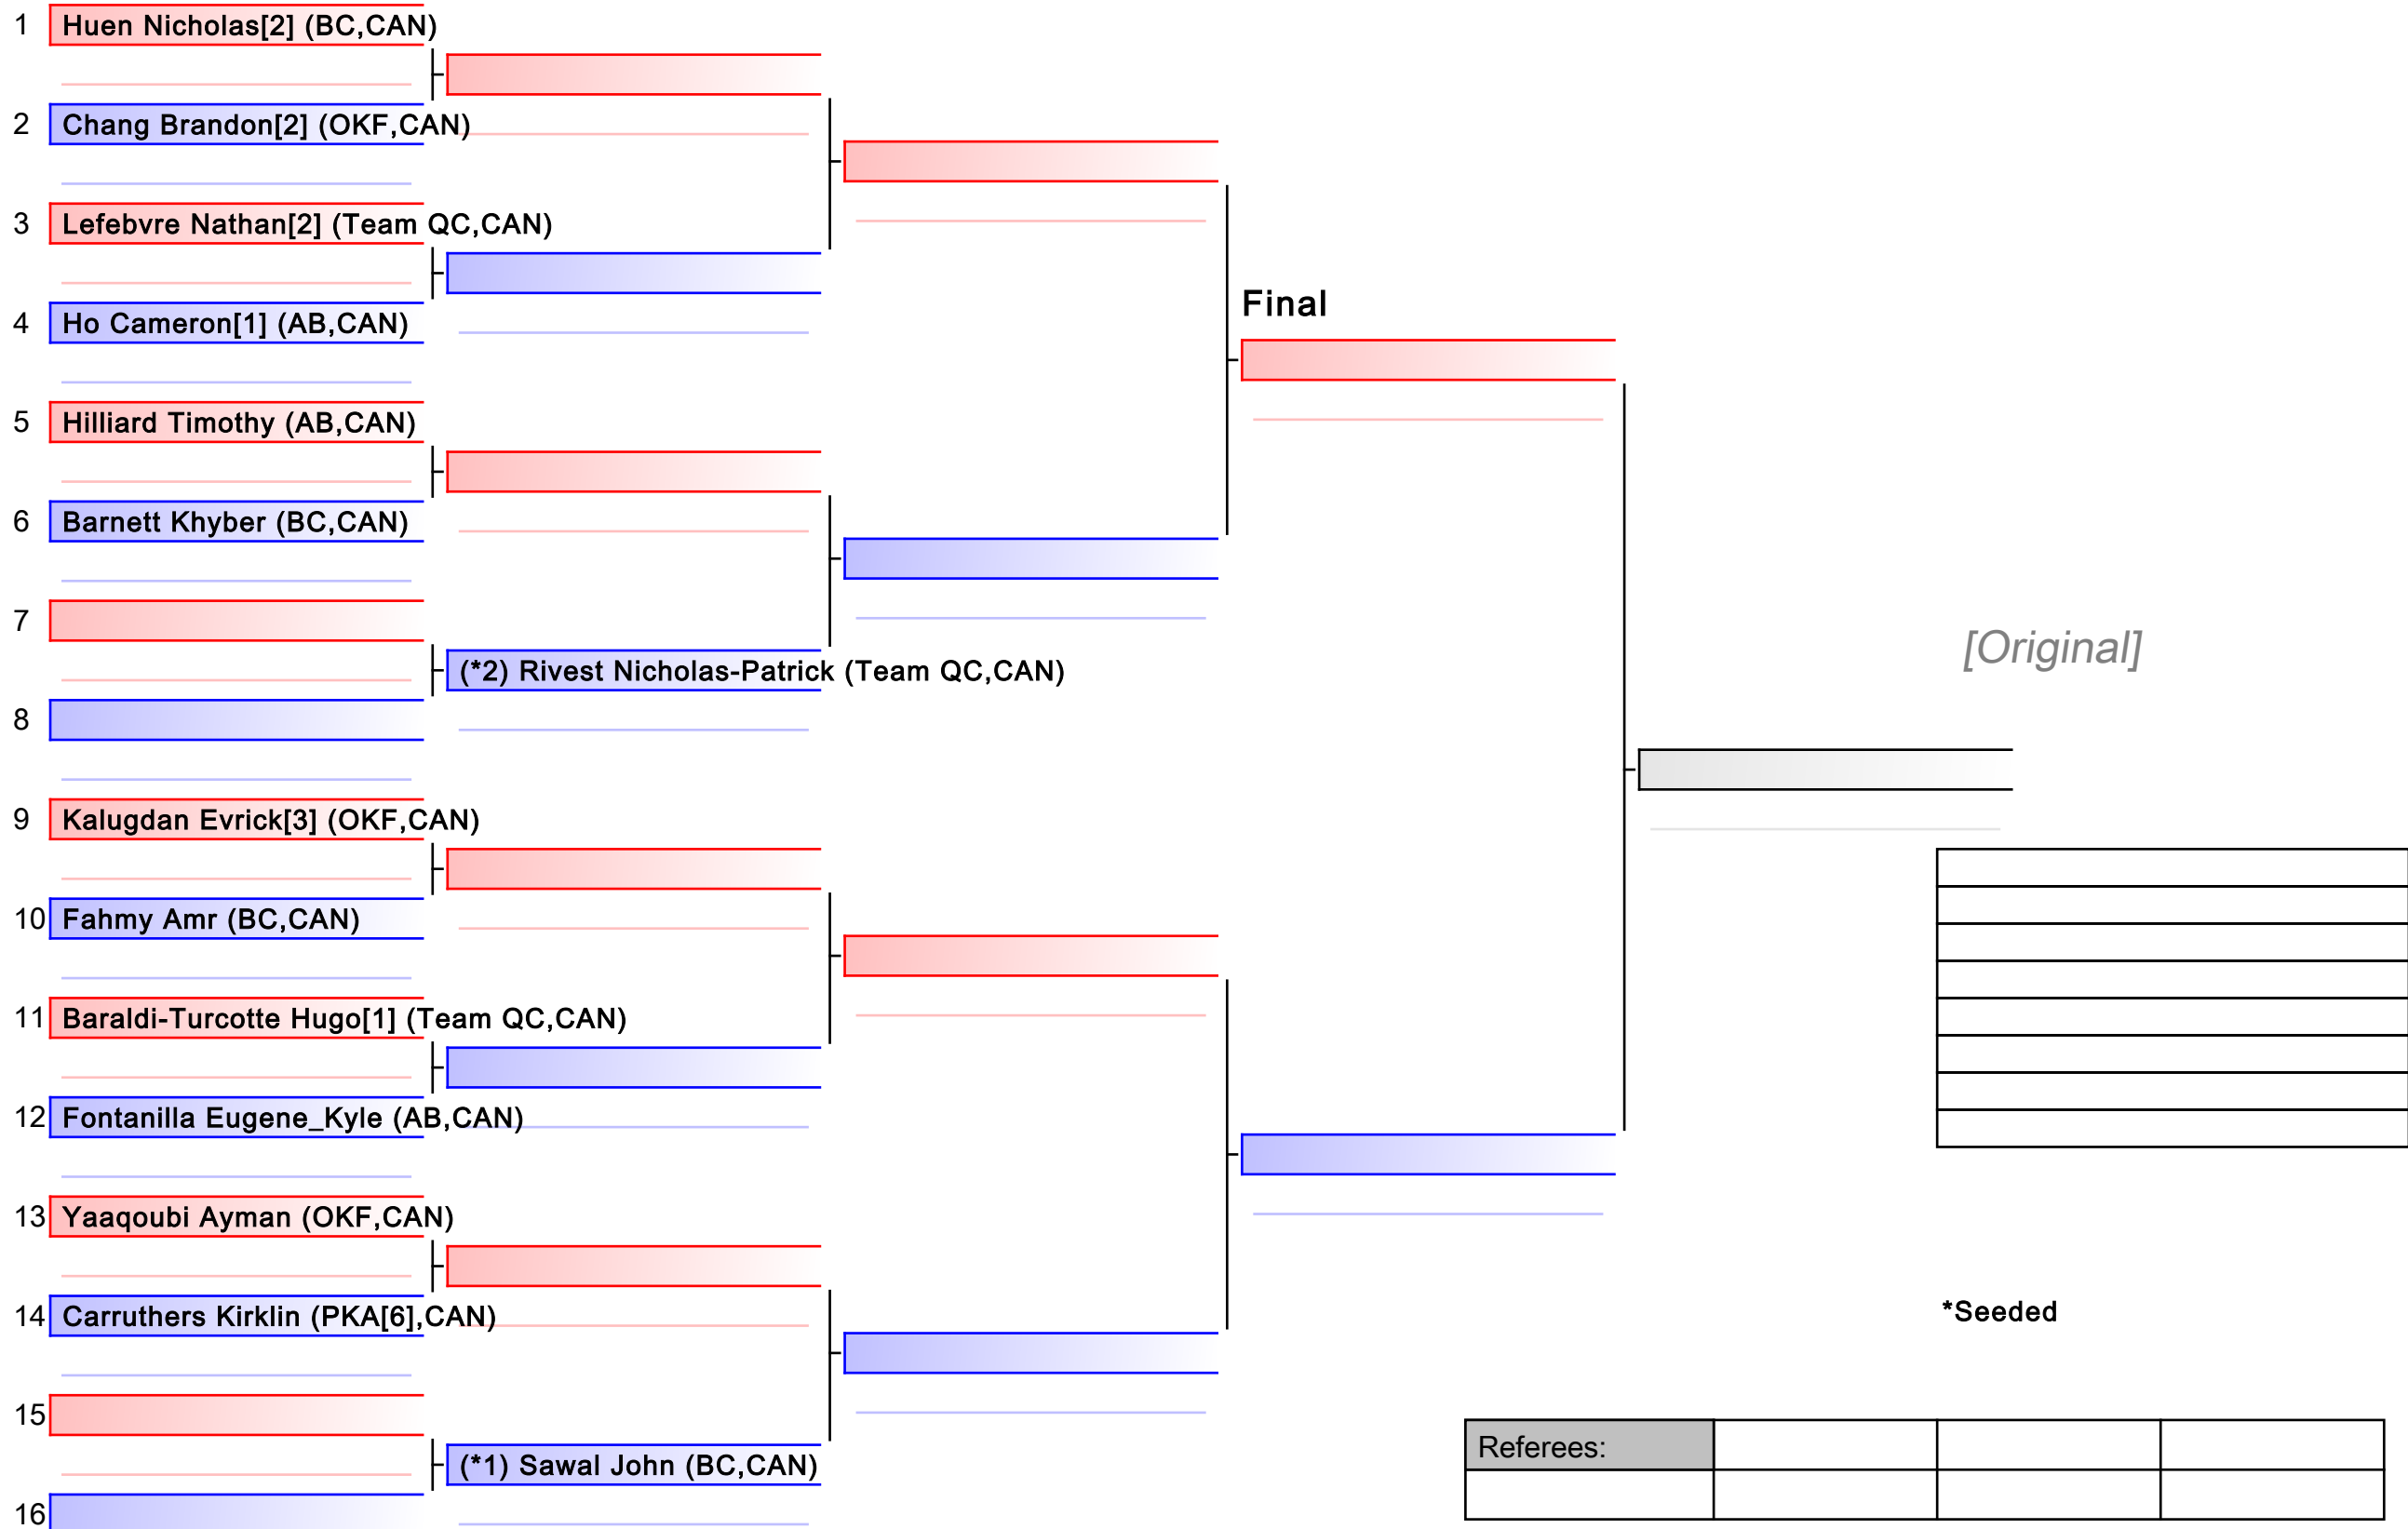 1 Huen Nicholas[2] (BC,CAN)
2 Chang Brandon[2] (OKF,CAN)
3 Lefebvre Nathan[2] (Team QC,CAN)
Final
4 Ho Cameron[1] (AB,CAN)
5 Hilliard Timothy (AB,CAN)
6 Barnett Khyber (BC,CAN)
7
[Original]
(*2) Rivest Nicholas-Patrick (Team QC,CAN)
8
9 Kalugdan Evrick[3] (OKF,CAN)
10 Fahmy Amr (BC,CAN)
11 Baraldi-Turcotte Hugo[1] (Team QC,CAN)
12 Fontanilla Eugene_Kyle (AB,CAN)
13 Yaaqoubi Ayman (OKF,CAN)
14 Carruthers Kirklin (PKA[6],CAN)
*Seeded
15
Referees:
(*1) Sawal John (BC,CAN)
16